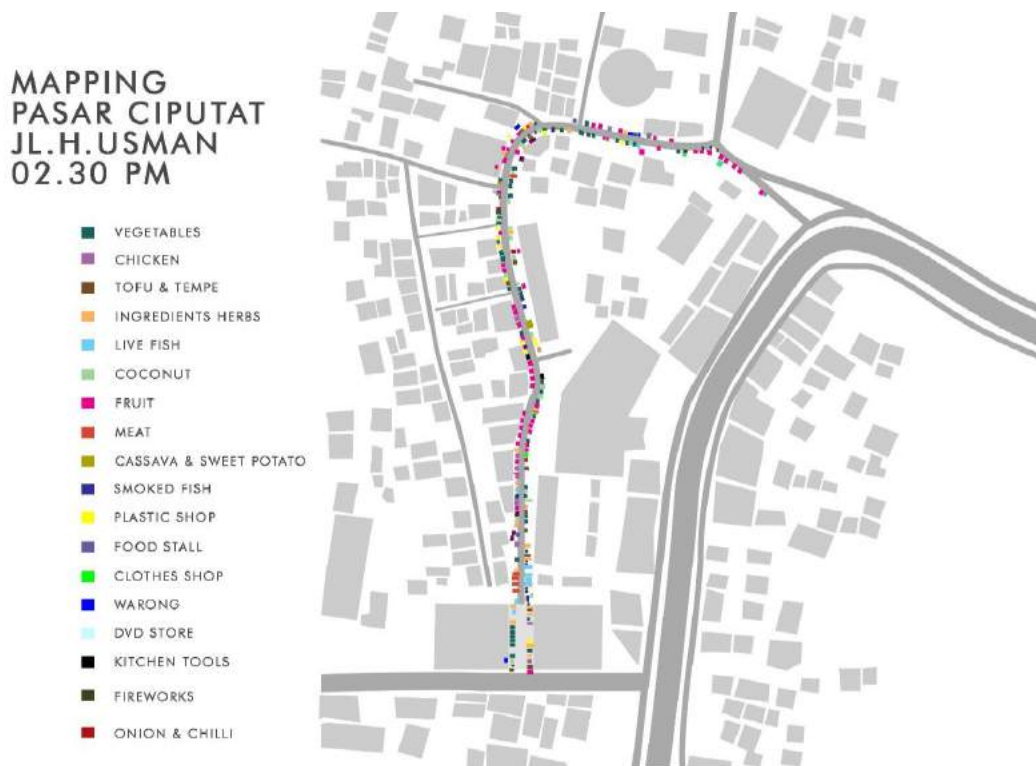 MAPPING
PASAR CIPUTAT
JL.H.USMAN
02.30 PM
VEGETABLES
CHICKEN
TOFU & TEMPE
INGREDIENTS HERBS
LIVE FISH
COCONUT
FRUIT
MEAT
CASSAVA & SWEET POTATO
SMOKED FISH
PLASTIC SHOP
FOOD STALL
CLOTHES SHOP
WARONG
DVD STORE
KITCHEN TOOLS
FIREWORKS
ONION & CHILLI